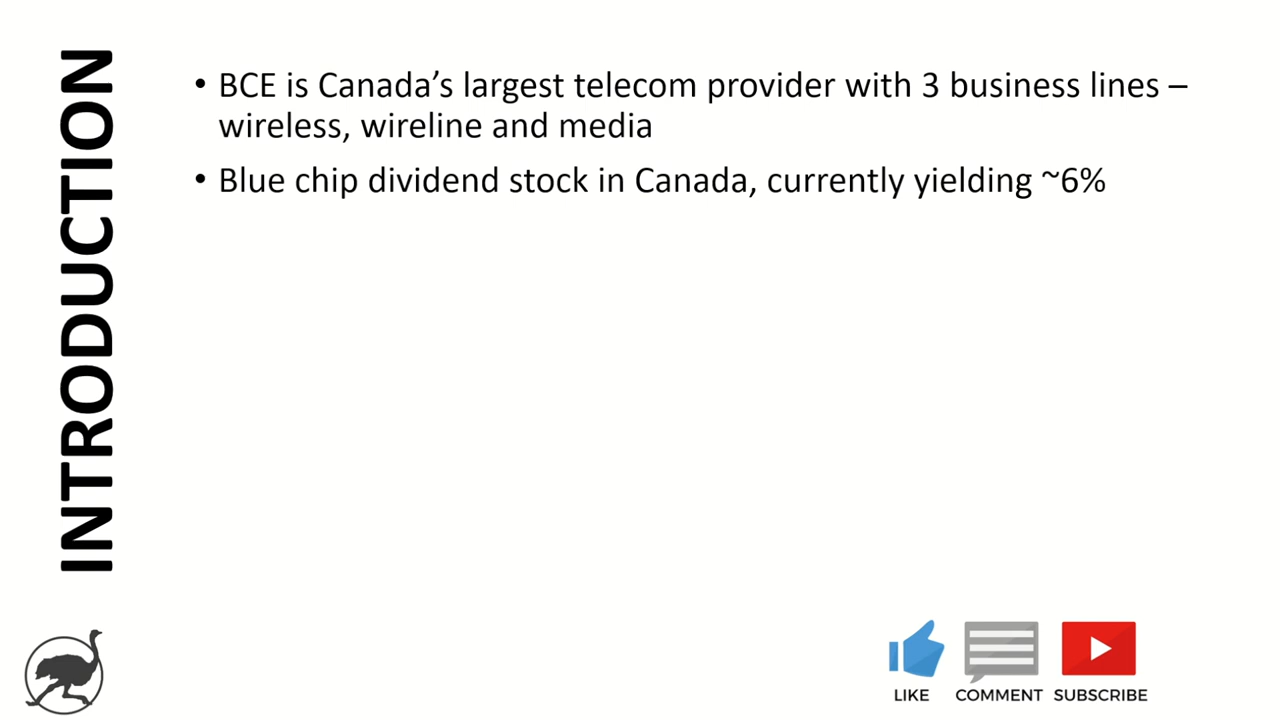 INTRODUCTION
• BCE is Canada’s largest telecom provider with 3 business lines –
wireless, wireline and media
• Blue chip dividend stock in Canada, currently yielding ~6%
LIKE COMMENT SUBSCRIBE